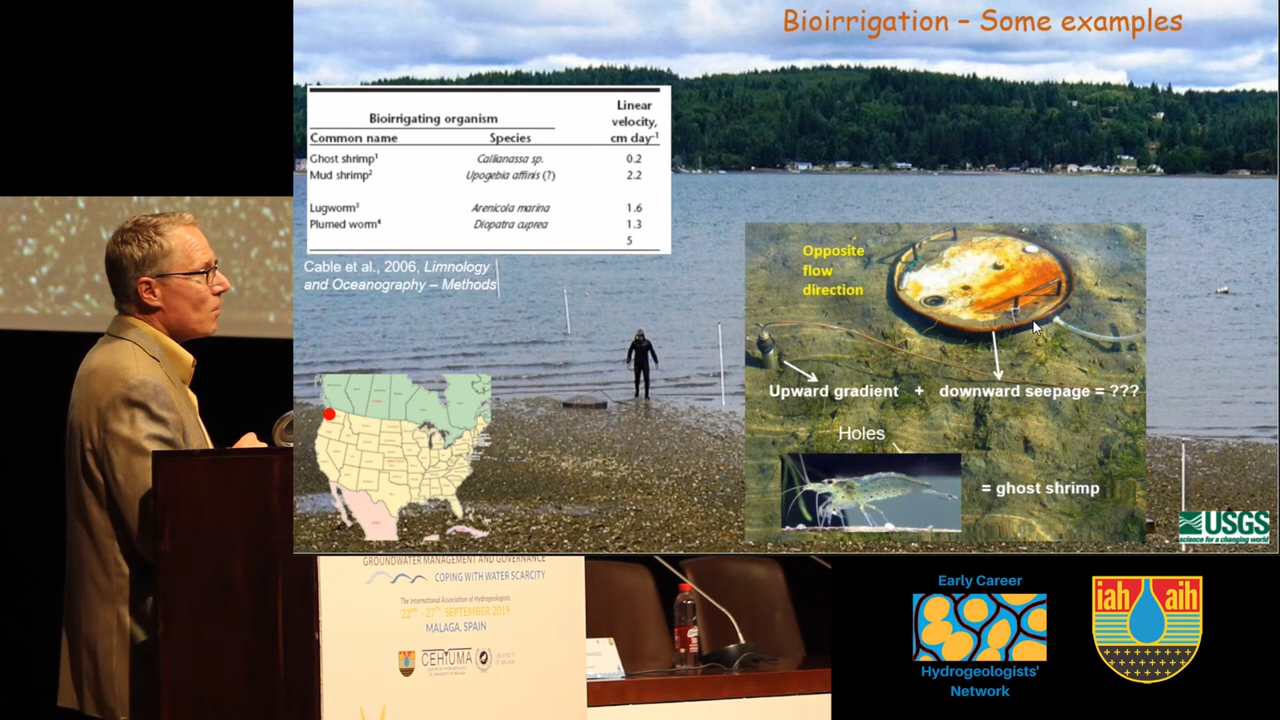 Bioirrigation – Some examples
Bioirrigating organism
Linear velocity, cm day⁻¹
Common name Species
Ghost shrimp¹ Callianassa sp. 0.2
Mud shrimp² Upogebia affinis (?) 2.2
Lugworm³ Arenicola marina 1.6
Plumed worm⁴ Diopatra cuprea 1.3
5
Cable et al., 2006, Limnology
and Oceanography – Methods
Opposite
flow
direction
Upward gradient + downward seepage = ???
Holes
= ghost shrimp
USGS
science for a changing world
GROUNDWATER MANAGEMENT AND GOVERNANCE
COPING WITH WATER SCARCITY
The International Association of Hydrogeologists
22ND - 27TH SEPTEMBER 2019
MALAGA, SPAIN
CEHIUMA
Early Career
Hydrogeologists'
Network
iah aih